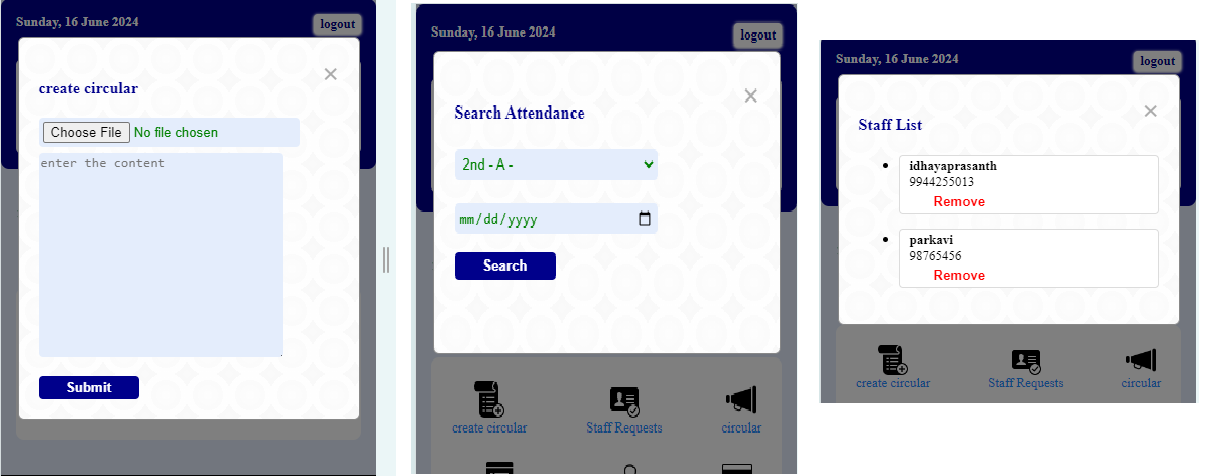 Sunday, 16 June 2024
logout
create circular
×
Choose File No file chosen
enter the content
Submit
Sunday, 16 June 2024
logout
Search Attendance
×
2nd - A -
mm/dd/yyyy
Search
create circular
Staff Requests
circular
Sunday, 16 June 2024
logout
Staff List
×
idhayaprasanth
9944255013
Remove
parkavi
98765456
Remove
create circular
Staff Requests
circular